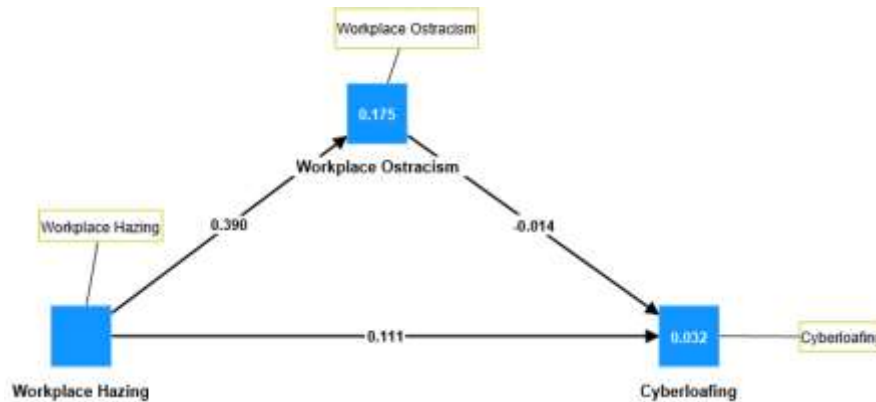 Workplace Ostracism
0.175
Workplace Ostracism
Workplace Hazing
0.390
-0.014
0.111
0.032
Cyberloafing
Workplace Hazing
Cyberloafing